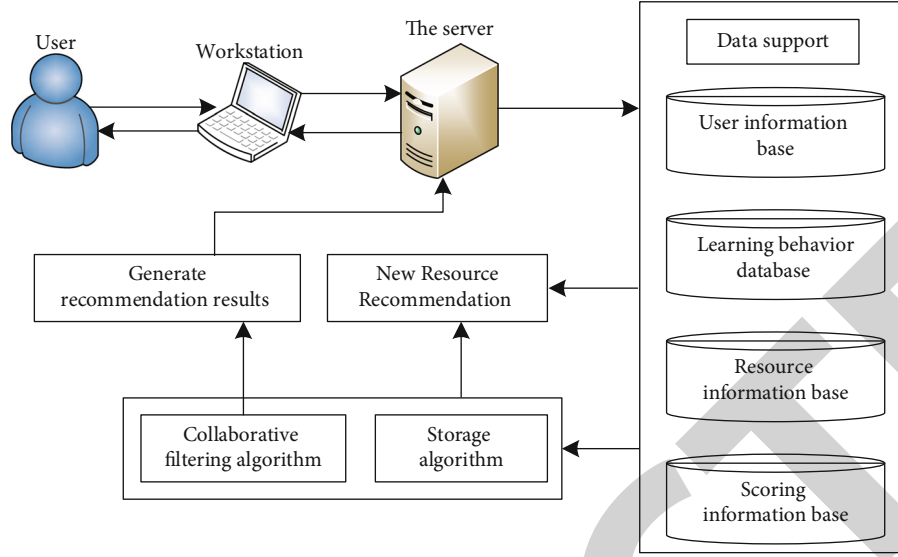 User
Workstation
The server
Data support
User information
base
Learning behavior
database
Resource
information base
Scoring
information base
Generate
recommendation results
New Resource
Recommendation
Collaborative
filtering algorithm
Storage
algorithm